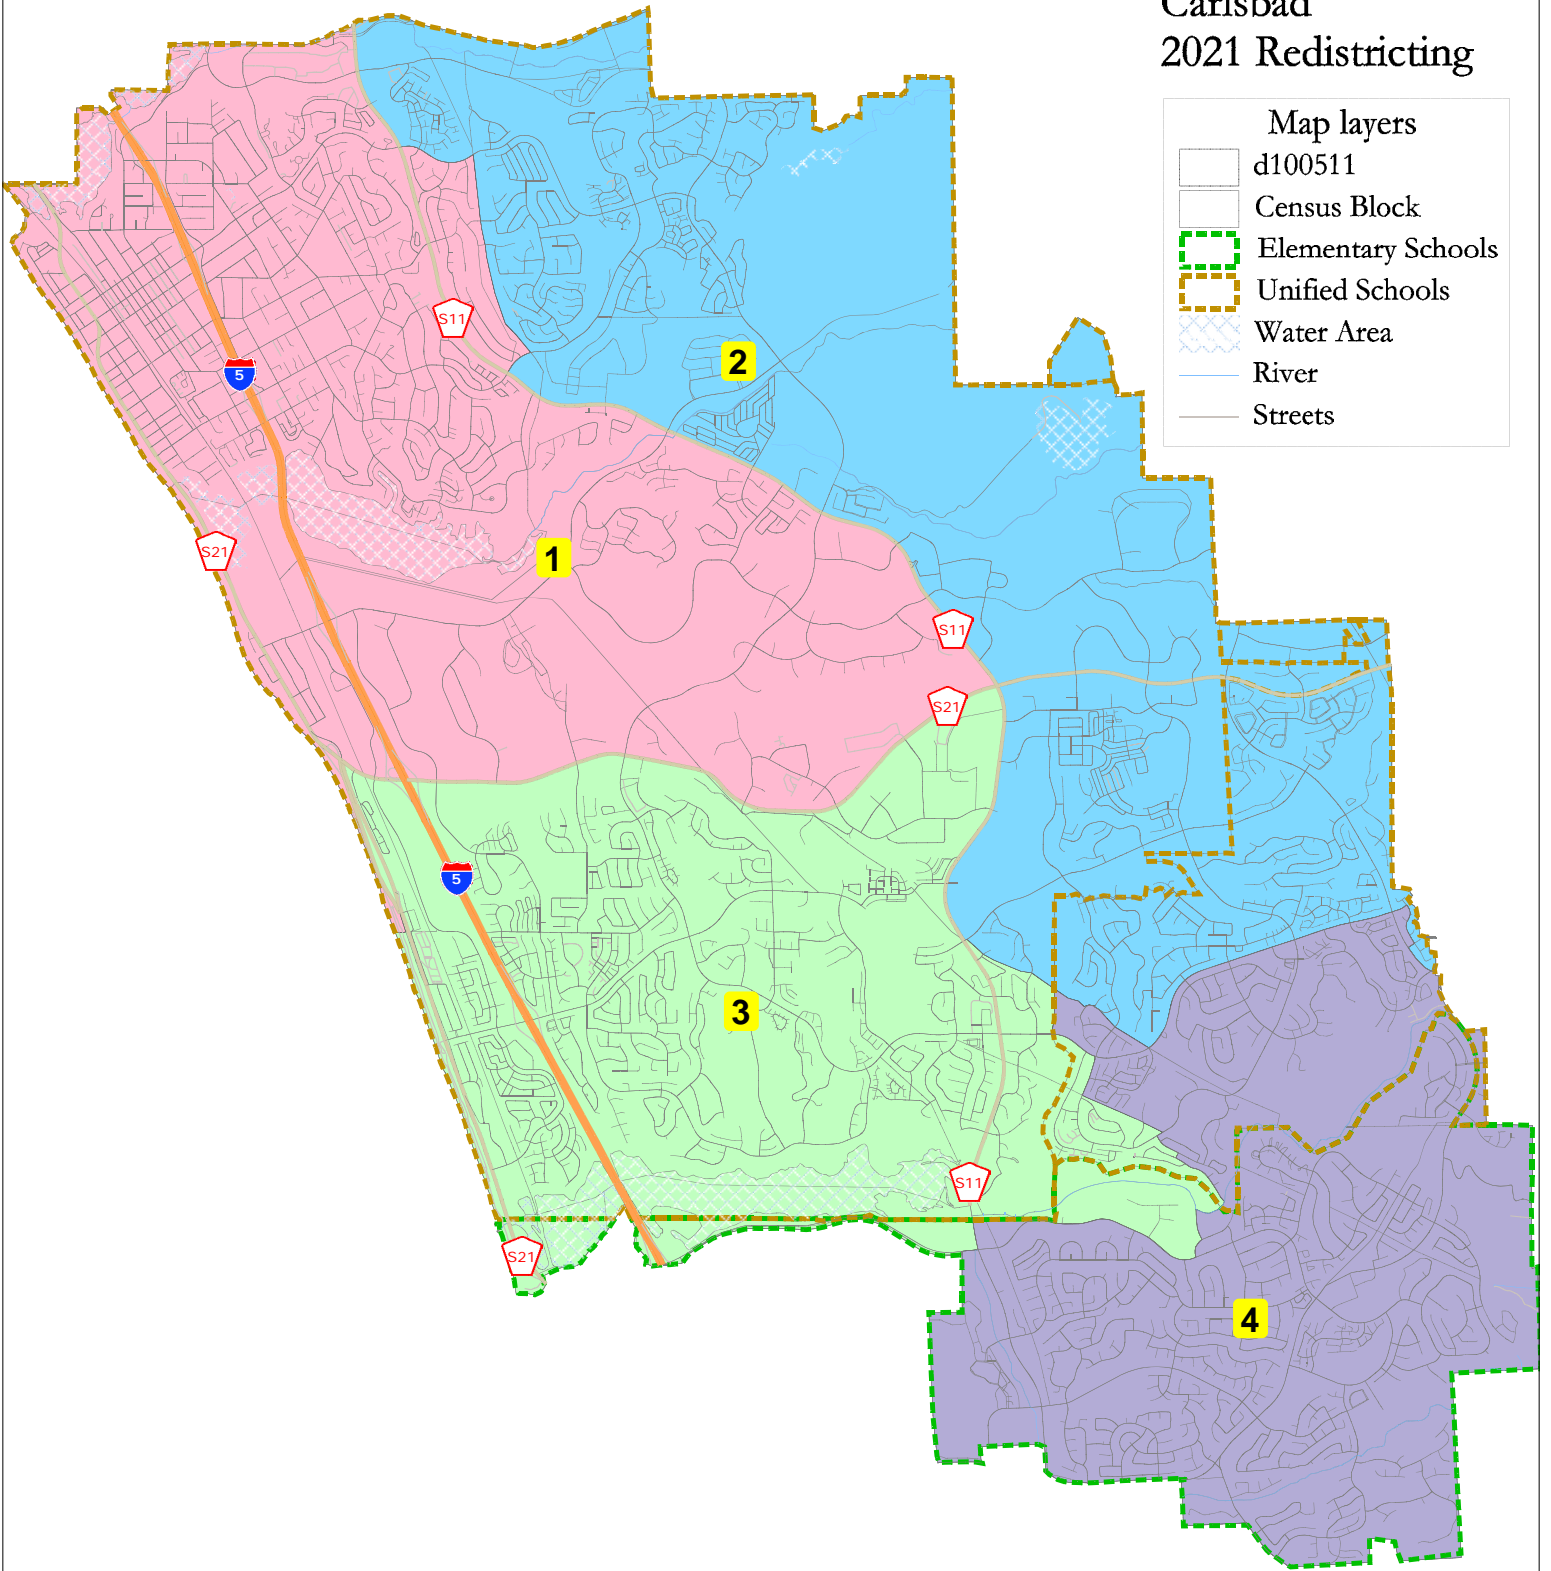 Carlsbad
2021 Redistricting
Map layers
d100511
Census Block
Elementary Schools
Unified Schools
Water Area
River
Streets
S11
5
2
S21
1
S11
S21
5
3
S11
S21
4